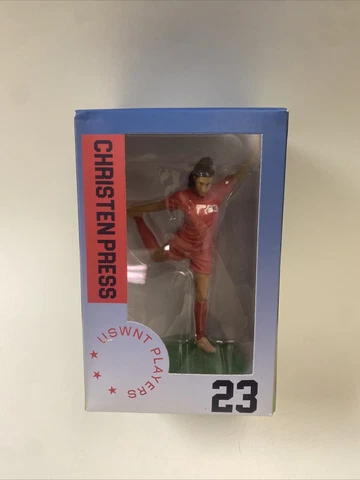 CHRISTEN PRESS
USWNT PLAYERS
23